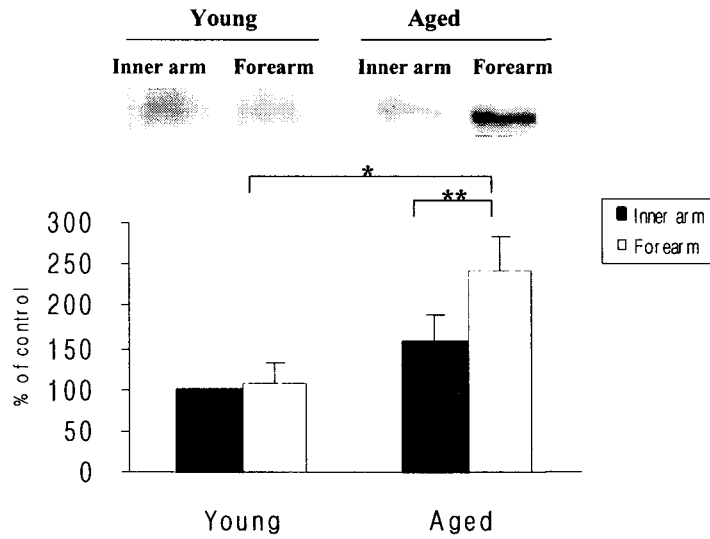 Young Aged
Inner arm Forearm Inner arm Forearm
*
**
300
250
200
150
100
50
0
% of control
Inner arm
Forearm
Young Aged